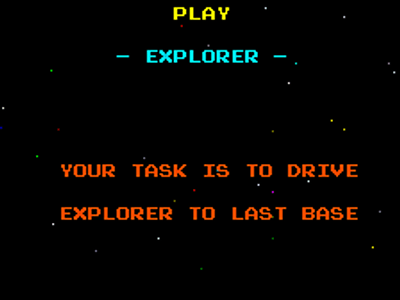 PLAY
- EXPLORER -
YOUR TASK IS TO DRIVE
EXPLORER TO LAST BASE